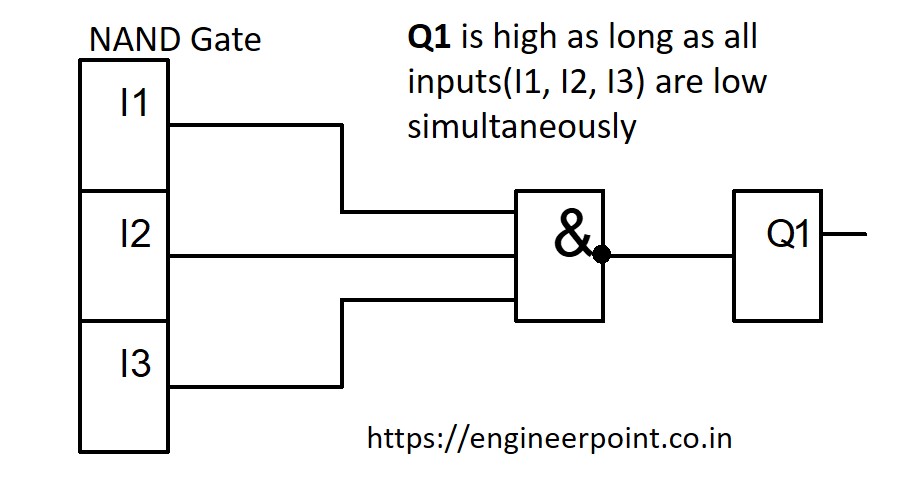 NAND Gate
Q1 is high as long as all
inputs(I1, I2, I3) are low
simultaneously
I1
I2
I3
&
Q1
https://engineerpoint.co.in